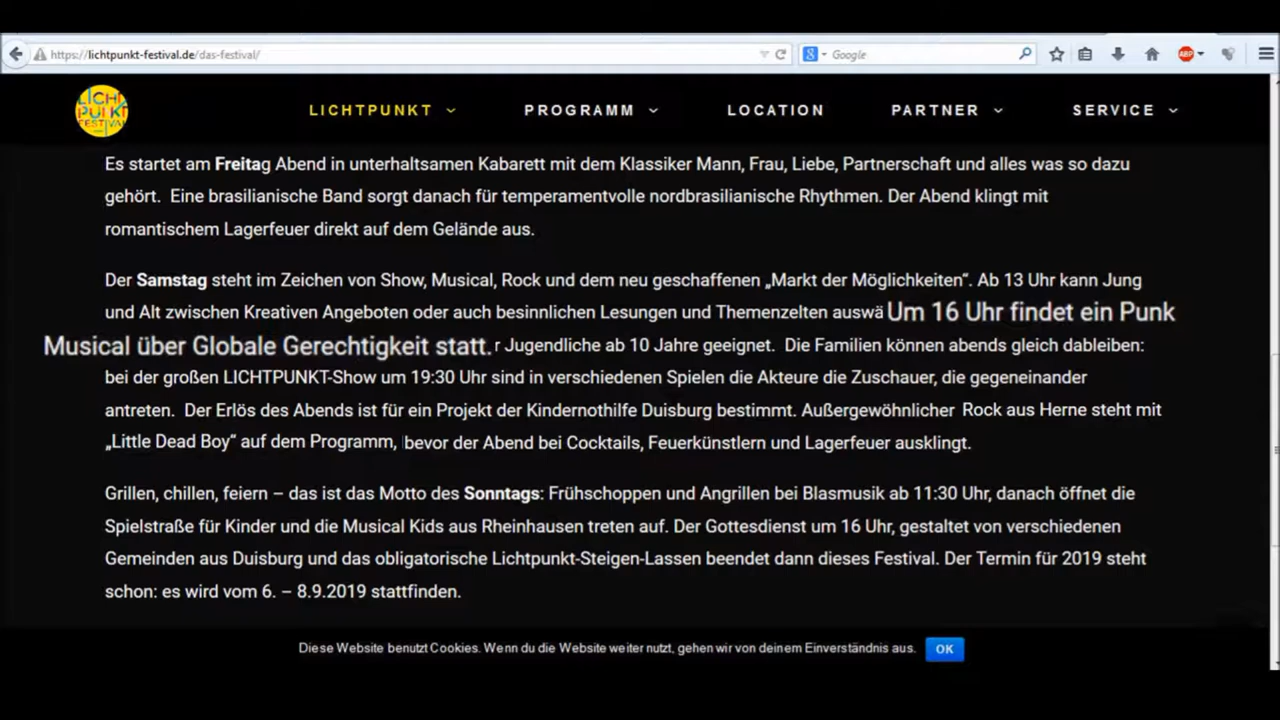 https://lichtpunkt-festival.de/das-festival/
Google
ABP
LICHT
PUNKT
FESTIVAL
LICHTPUNKT
PROGRAMM
LOCATION
PARTNER
SERVICE
Es startet am Freitag Abend in unterhaltsamen Kabarett mit dem Klassiker Mann, Frau, Liebe, Partnerschaft und alles was so dazu
gehört. Eine brasilianische Band sorgt danach für temperamentvolle nordbrasilianische Rhythmen. Der Abend klingt mit
romantischem Lagerfeuer direkt auf dem Gelände aus.
Der Samstag steht im Zeichen von Show, Musical, Rock und dem neu geschaffenen „Markt der Möglichkeiten“. Ab 13 Uhr kann Jung
und Alt zwischen Kreativen Angeboten oder auch besinnlichen Lesungen und Themenzelten auswä Um 16 Uhr findet ein Punk
Musical über Globale Gerechtigkeit statt. r Jugendliche ab 10 Jahre geeignet. Die Familien können abends gleich dableiben:
bei der großen LICHTPUNKT-Show um 19:30 Uhr sind in verschiedenen Spielen die Akteure die Zuschauer, die gegeneinander
antreten. Der Erlös des Abends ist für ein Projekt der Kindernothilfe Duisburg bestimmt. Außergewöhnlicher Rock aus Herne steht mit
„Little Dead Boy“ auf dem Programm, bevor der Abend bei Cocktails, Feuerkünstlern und Lagerfeuer ausklingt.
Grillen, chillen, feiern – das ist das Motto des Sonntags: Frühschoppen und Angrillen bei Blasmusik ab 11:30 Uhr, danach öffnet die
Spielstraße für Kinder und die Musical Kids aus Rheinhausen treten auf. Der Gottesdienst um 16 Uhr, gestaltet von verschiedenen
Gemeinden aus Duisburg und das obligatorische Lichtpunkt-Steigen-Lassen beendet dann dieses Festival. Der Termin für 2019 steht
schon: es wird vom 6. – 8.9.2019 stattfinden.
Diese Website benutzt Cookies. Wenn du die Website weiter nutzt, gehen wir von deinem Einverständnis aus.
OK